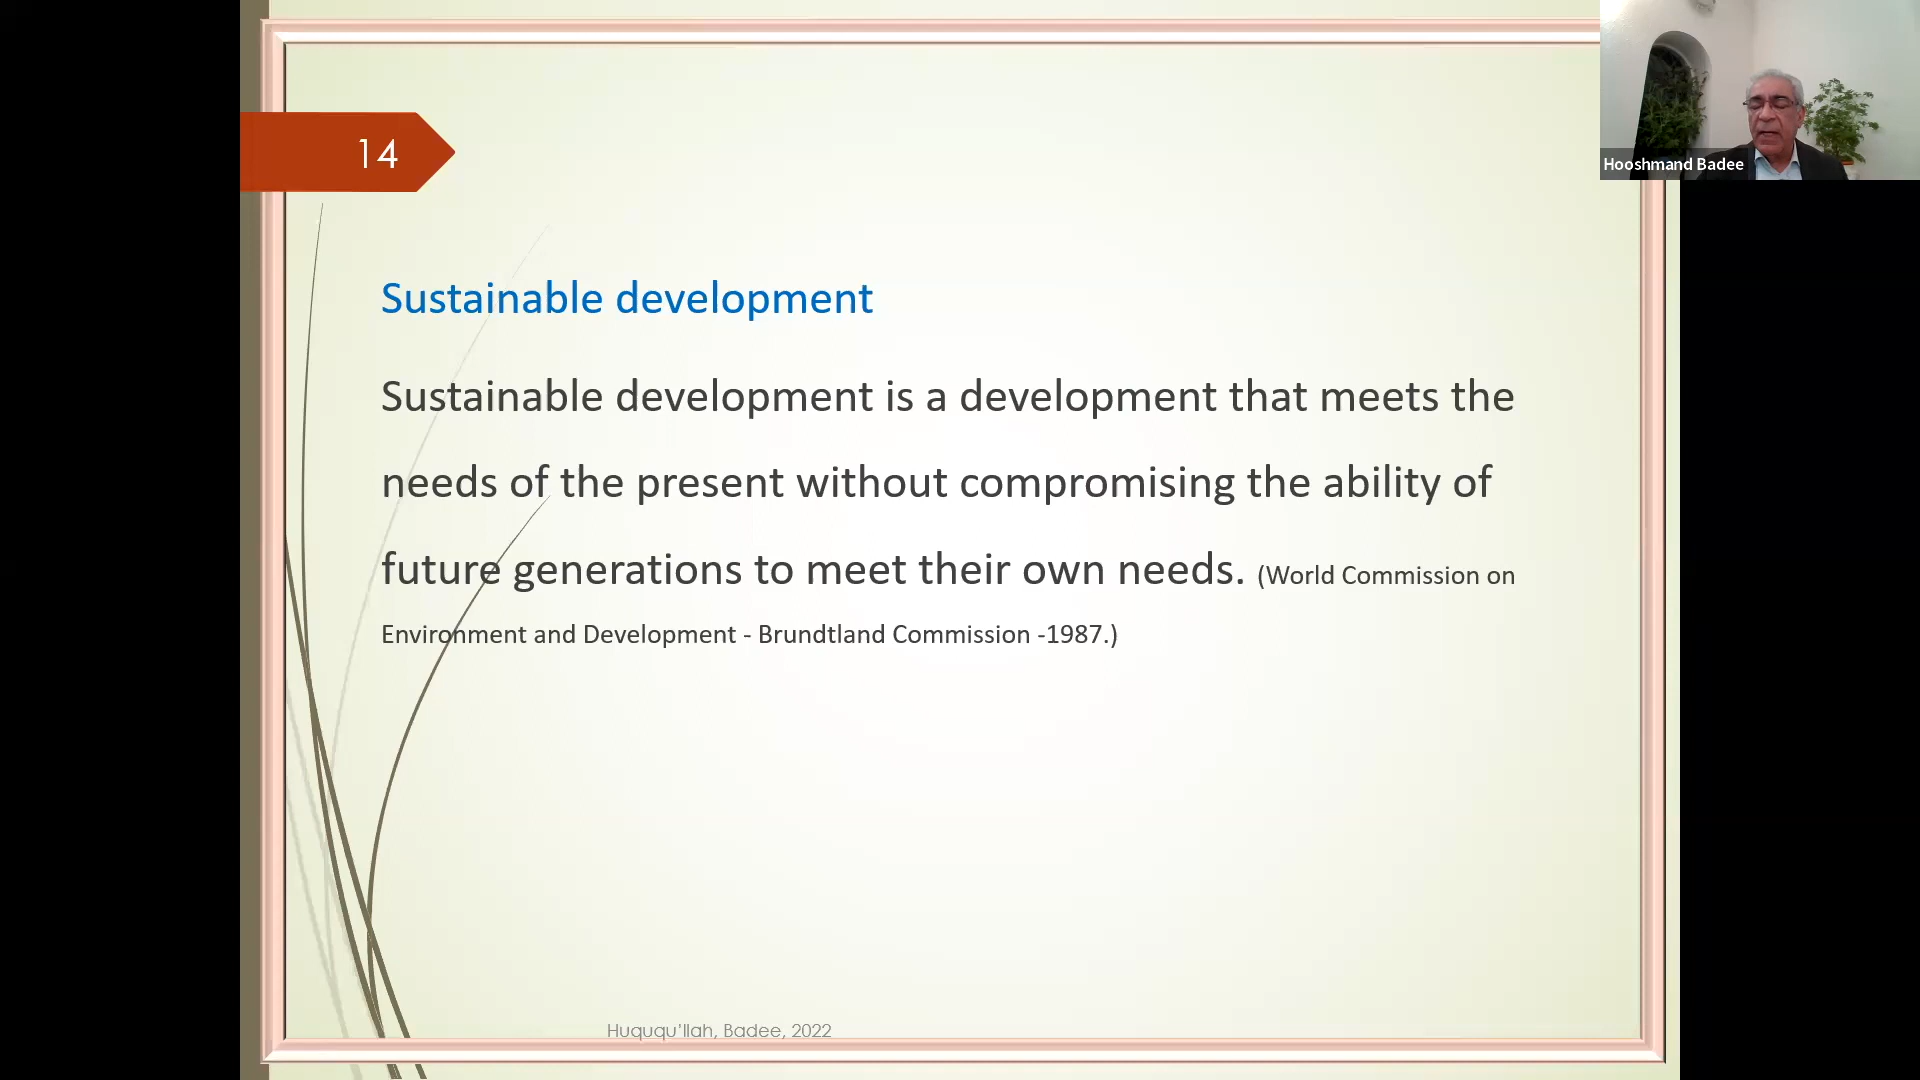 14
Hooshmand Badee
Sustainable development
Sustainable development is a development that meets the
needs of the present without compromising the ability of
future generations to meet their own needs. (World Commission on
Environment and Development - Brundtland Commission -1987.)
Huququ'llah, Badee, 2022